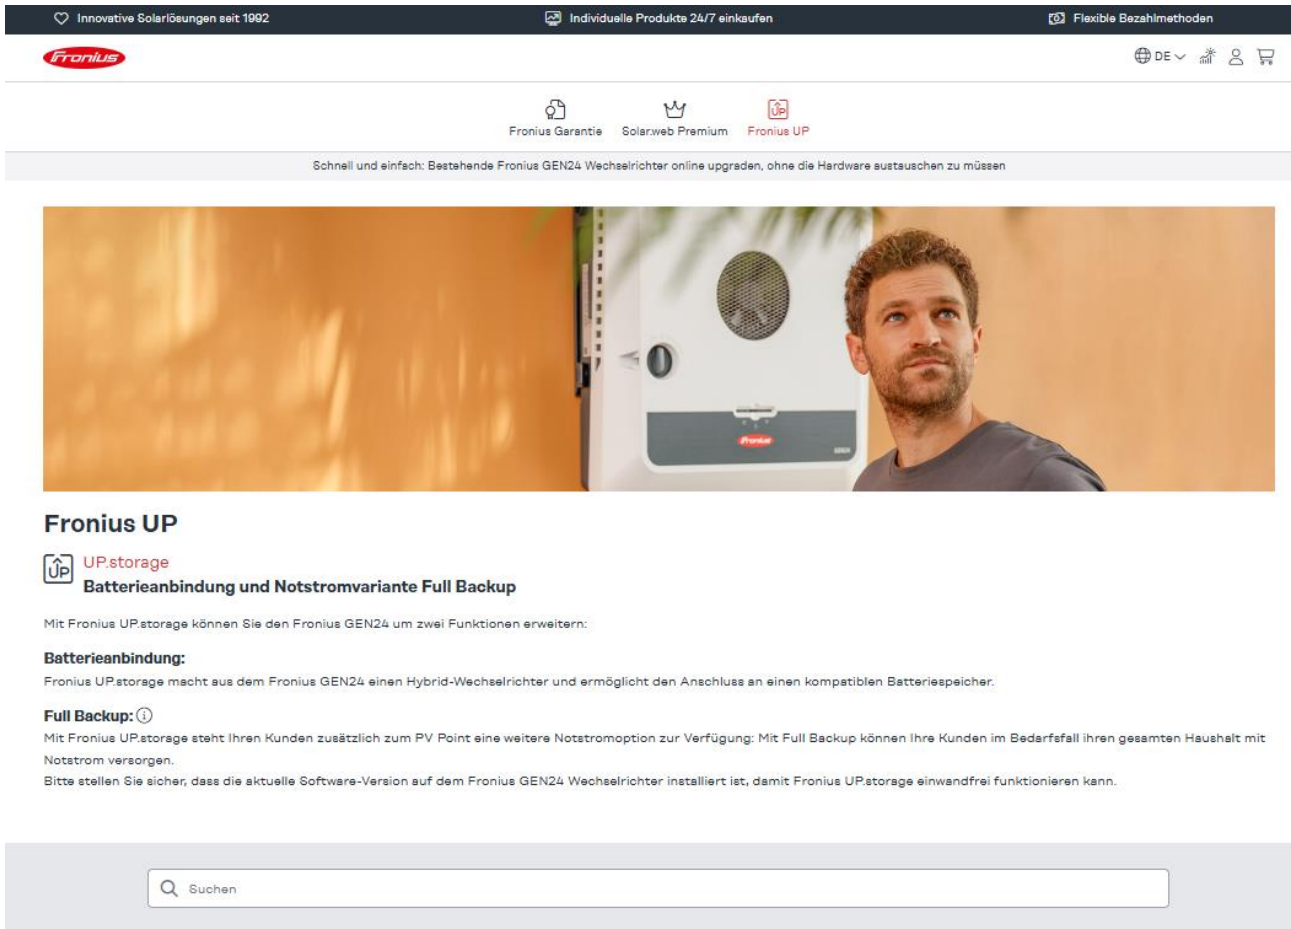 Innovative Solarlösungen seit 1992
Individuelle Produkte 24/7 einkaufen
Flexible Bezahlmethoden
Fronius
DE
UP
Fronius Garantie
Solar.web Premium
Fronius UP
Schnell und einfach: Bestehende Fronius GEN24 Wechselrichter online upgraden, ohne die Hardware austauschen zu müssen
Fronius
GEN24
Fronius UP
UP
UP.storage
Batterieanbindung und Notstromvariante Full Backup
Mit Fronius UP.storage können Sie den Fronius GEN24 um zwei Funktionen erweitern:
Batterieanbindung:
Fronius UP.storage macht aus dem Fronius GEN24 einen Hybrid-Wechselrichter und ermöglicht den Anschluss an einen kompatiblen Batteriespeicher.
Full Backup:
Mit Fronius UP.storage steht Ihren Kunden zusätzlich zum PV Point eine weitere Notstromoption zur Verfügung: Mit Full Backup können Ihre Kunden im Bedarfsfall ihren gesamten Haushalt mit
Notstrom versorgen.
Bitte stellen Sie sicher, dass die aktuelle Software-Version auf dem Fronius GEN24 Wechselrichter installiert ist, damit Fronius UP.storage einwandfrei funktionieren kann.
Suchen